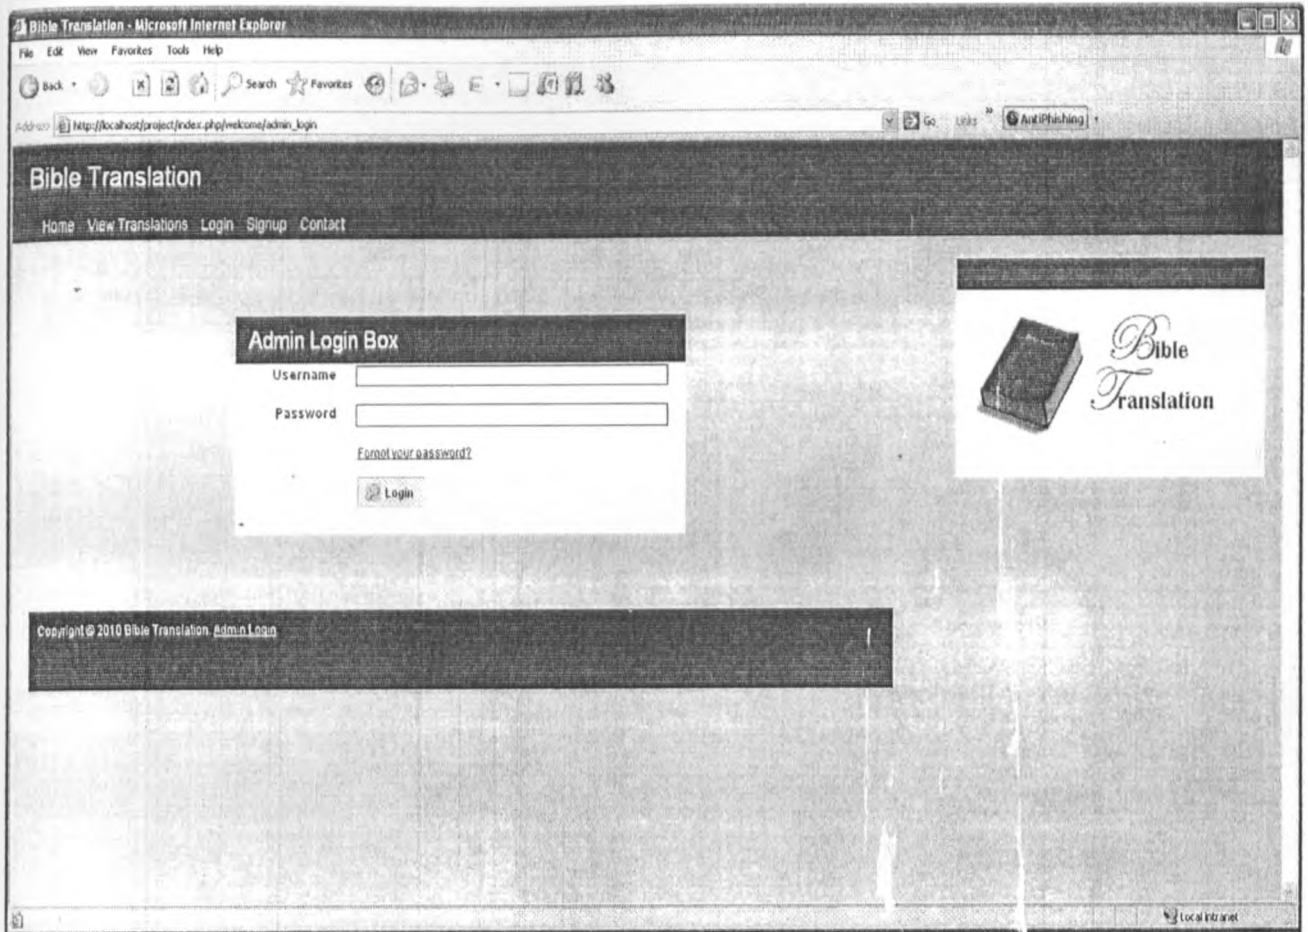 Bible Translation - Microsoft Internet Explorer
File Edit View Favorites Tools Help
Back Search Favorites
Address http://localhost/project/index.php/welcome/admin_login Go Links » AntiPhishing
Bible Translation
Home View Translations Login Signup Contact
Admin Login Box
Username
Password
Forgot your password?
Login
Bible
Translation
Copyright © 2010 Bible Translation. Admin Login
Local intranet